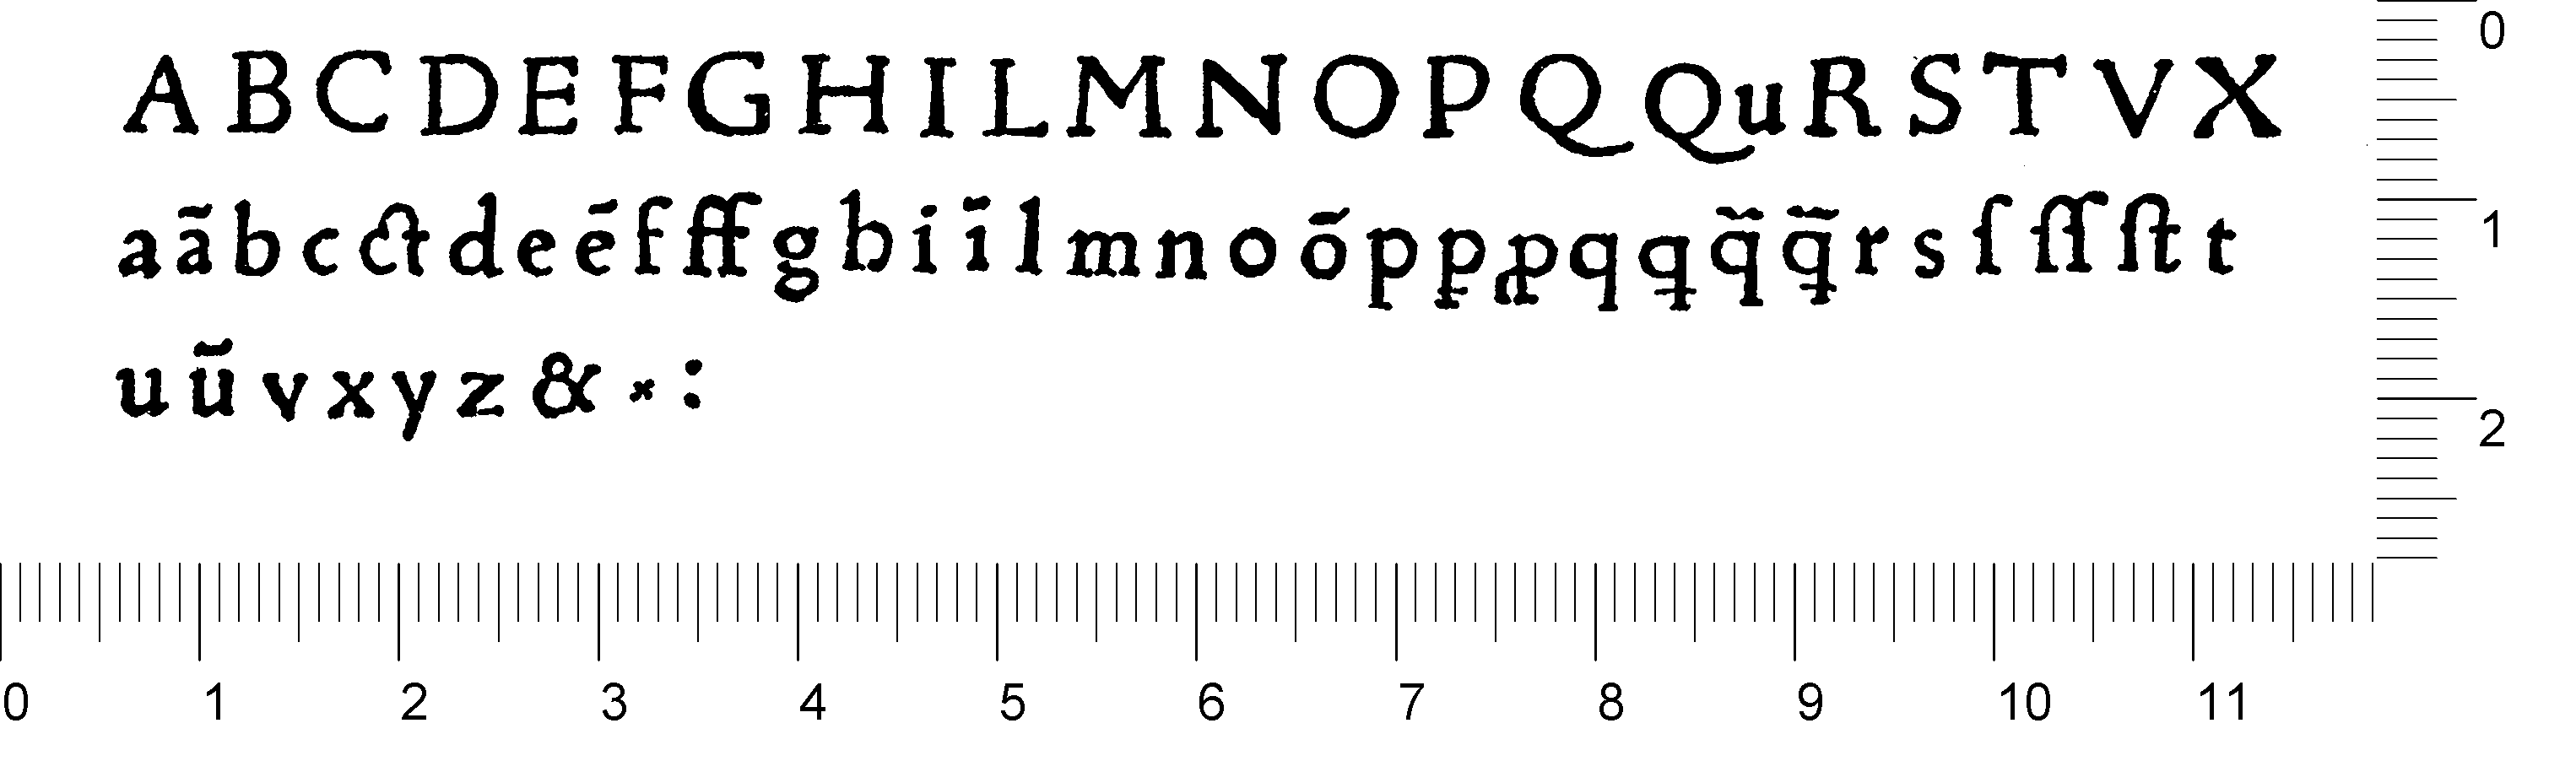 A B C D E F G H I L M N O P Q Qu R S T V X
a ã b c ct d e ẽ f ff g h i ĩ l m n o õ p p̱ ꝓ q ꝗ q̃ ꝗ̃ r s ſ ſſ ſt t
u ũ v x y z & × :
0
1
2
0 1 2 3 4 5 6 7 8 9 10 11